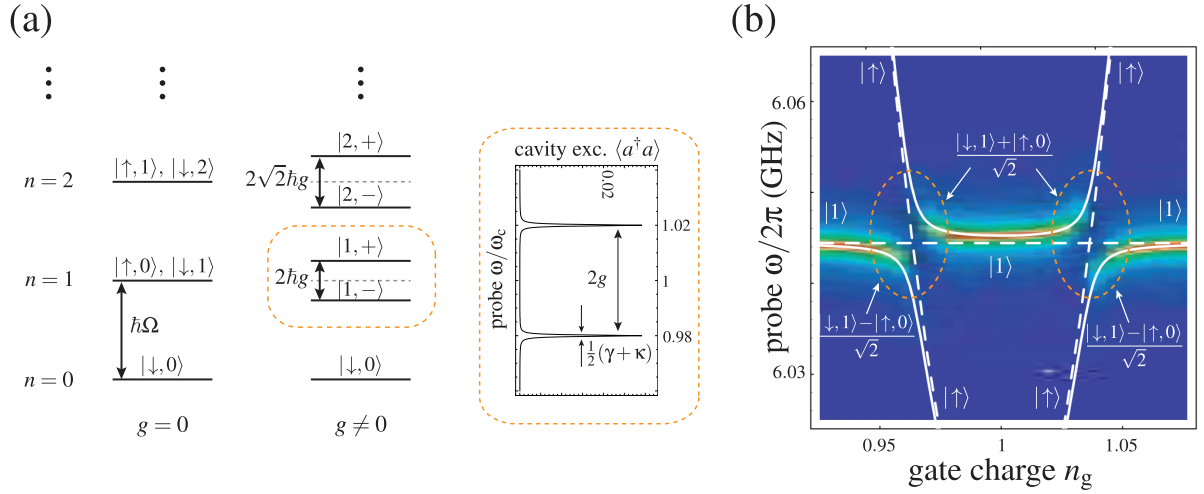 (a)
|↑,1⟩, |↓,2⟩
n = 2
|↑,0⟩, |↓,1⟩
n = 1
ħΩ
|↓,0⟩
n = 0
g = 0
|2,+⟩
2√2ħg
|2,−⟩
|1,+⟩
2ħg
|1,−⟩
|↓,0⟩
g ≠ 0
cavity exc. ⟨a†a⟩
0.02
probe ω/ωc
1.02
2g
1
0.98
½(γ+κ)
(b)
probe ω/2π (GHz)
6.06
6.03
|↑⟩
|↑⟩
|↓,1⟩+|↑,0⟩
√2
|1⟩
|1⟩
|1⟩
|↓,1⟩−|↑,0⟩
√2
|↓,1⟩−|↑,0⟩
√2
|↑⟩
|↑⟩
0.95
1
1.05
gate charge ng